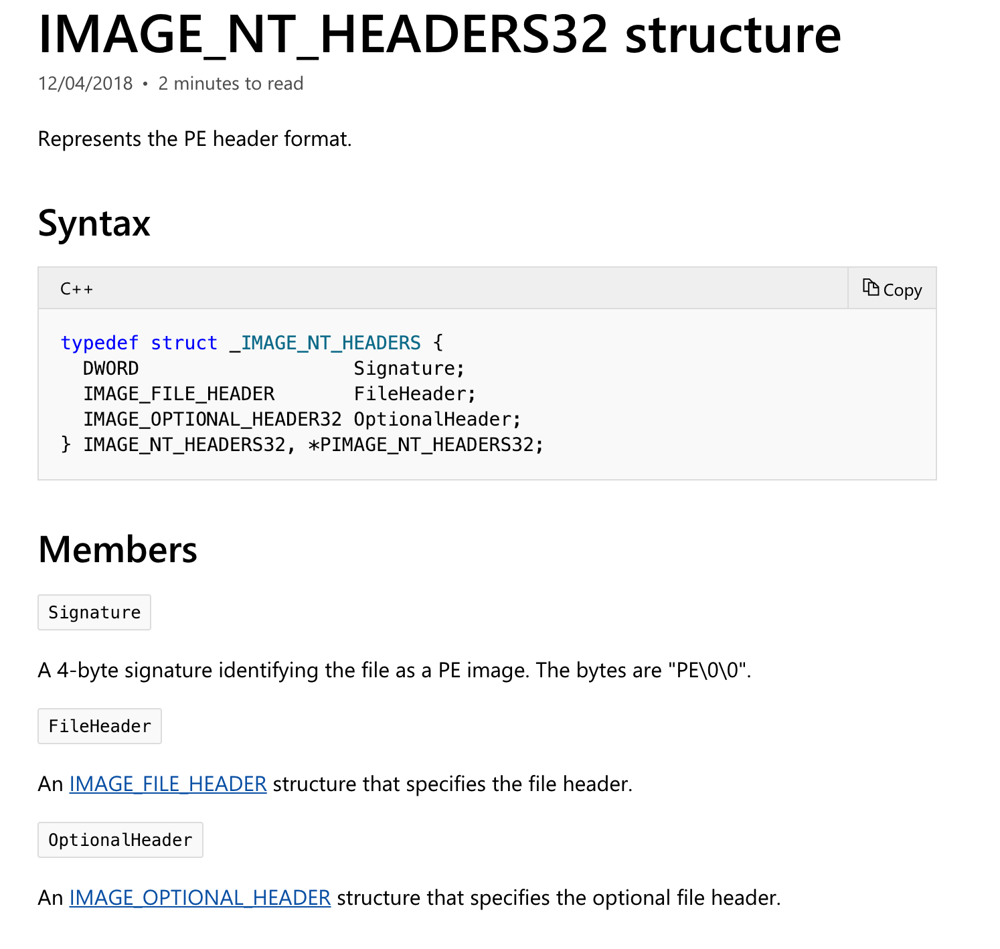 IMAGE_NT_HEADERS32 structure
12/04/2018 • 2 minutes to read
Represents the PE header format.
Syntax
C++ Copy
typedef struct _IMAGE_NT_HEADERS {
  DWORD                   Signature;
  IMAGE_FILE_HEADER       FileHeader;
  IMAGE_OPTIONAL_HEADER32 OptionalHeader;
} IMAGE_NT_HEADERS32, *PIMAGE_NT_HEADERS32;
Members
Signature
A 4-byte signature identifying the file as a PE image. The bytes are "PE\0\0".
FileHeader
An IMAGE_FILE_HEADER structure that specifies the file header.
OptionalHeader
An IMAGE_OPTIONAL_HEADER structure that specifies the optional file header.